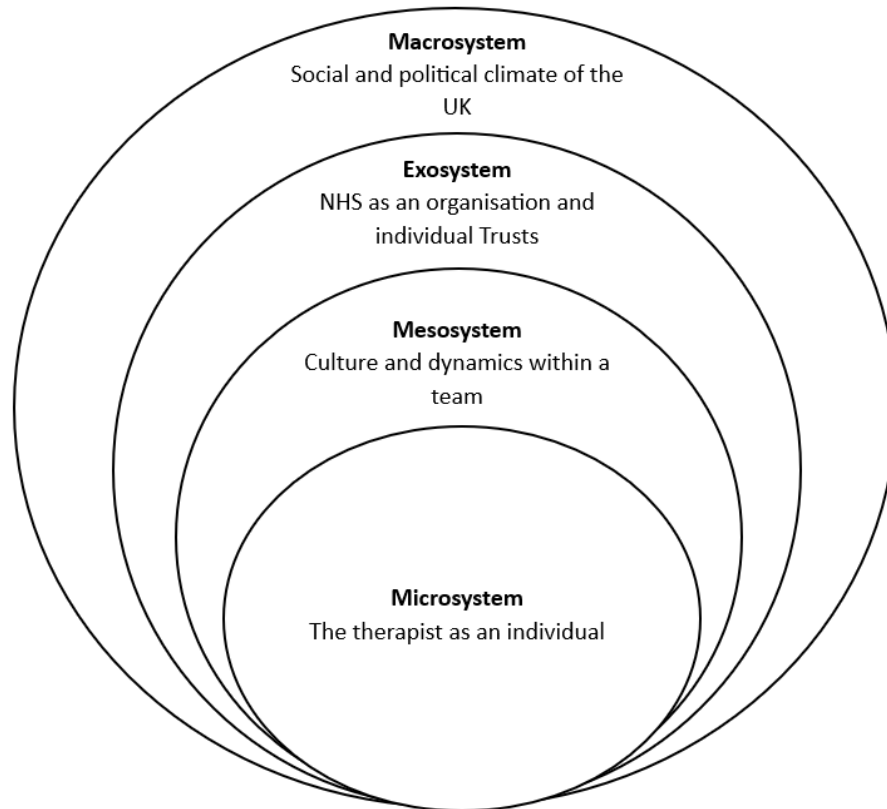 Macrosystem
Social and political climate of the
UK
Exosystem
NHS as an organisation and
individual Trusts
Mesosystem
Culture and dynamics within a
team
Microsystem
The therapist as an individual